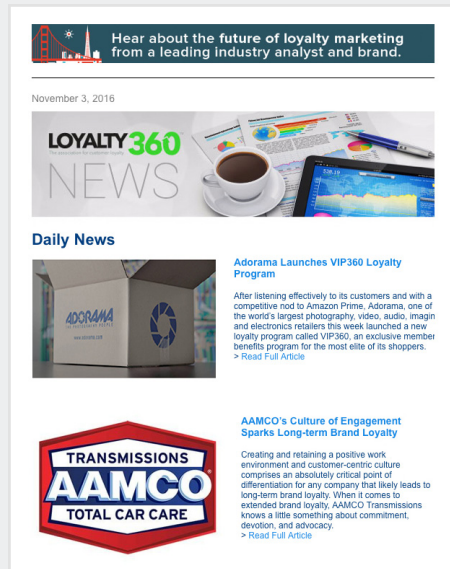 Hear about the future of loyalty marketing
from a leading industry analyst and brand.
November 3, 2016
LOYALTY 360
NEWS
Daily News
Adorama Launches VIP360 Loyalty
Program
After listening effectively to its customers and with a
competitive nod to Amazon Prime, Adorama, one of
the world's largest photography, video, audio, imagin
and electronics retailers this week launched a new
loyalty program called VIP360, an exclusive member
benefits program for the most elite of its shoppers.
> Read Full Article
ADORAMA
AAMCO's Culture of Engagement
Sparks Long-term Brand Loyalty
Creating and retaining a positive work
environment and customer-centric culture
comprises an absolutely critical point of
differentiation for any company that likely leads to
long-term brand loyalty. When it comes to
extended brand loyalty, AAMCO Transmissions
knows a little something about commitment,
devotion, and advocacy.
> Read Full Article
TRANSMISSIONS
AAMCO
TOTAL CAR CARE